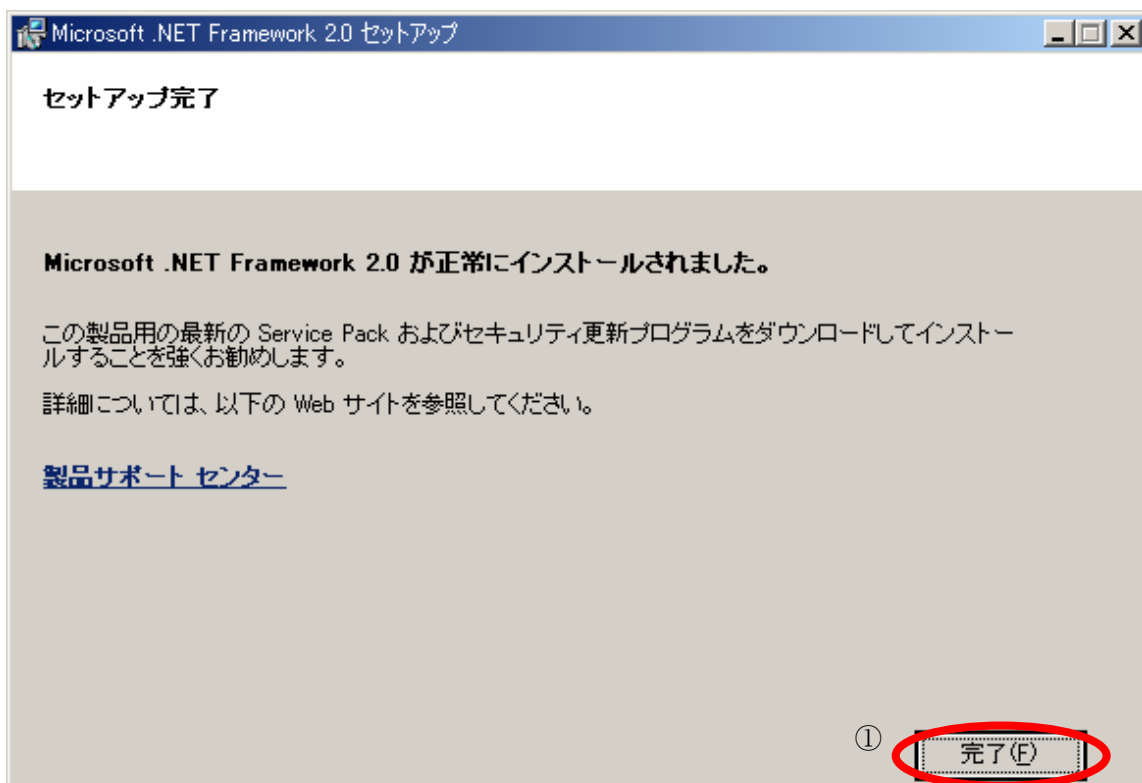 Microsoft .NET Framework 2.0 セットアップ
セットアップ完了
Microsoft .NET Framework 2.0 が正常にインストールされました。
この製品用の最新の Service Pack およびセキュリティ更新プログラムをダウンロードしてインストー
ルすることを強くお勧めします。
詳細については、以下の Web サイトを参照してください。
製品サポート センター
①
完了(F)